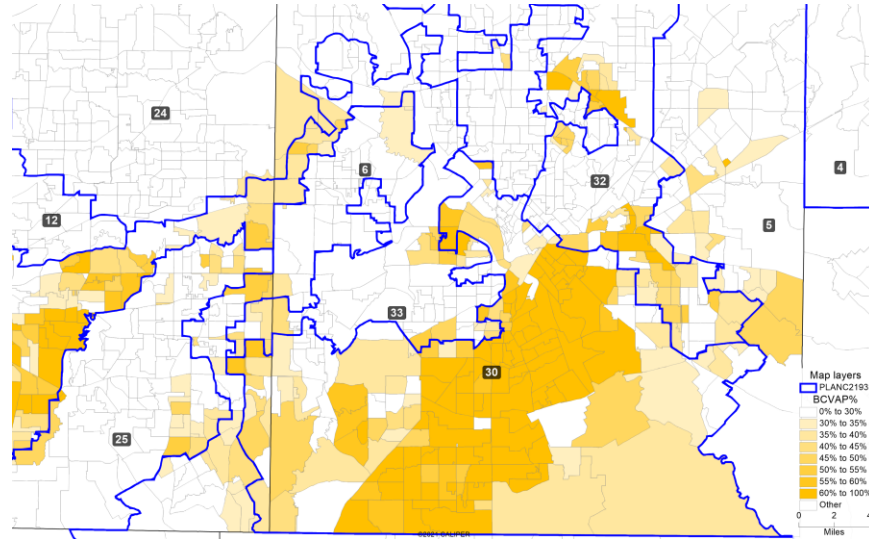 24
4
6
32
12
5
33
30
25
Map layers
PLANC2193
BCVAP%
0% to 30%
30% to 35%
35% to 40%
40% to 45%
45% to 50%
50% to 55%
55% to 60%
60% to 100%
Other
0 2 4
Miles
©2021 CALIPER